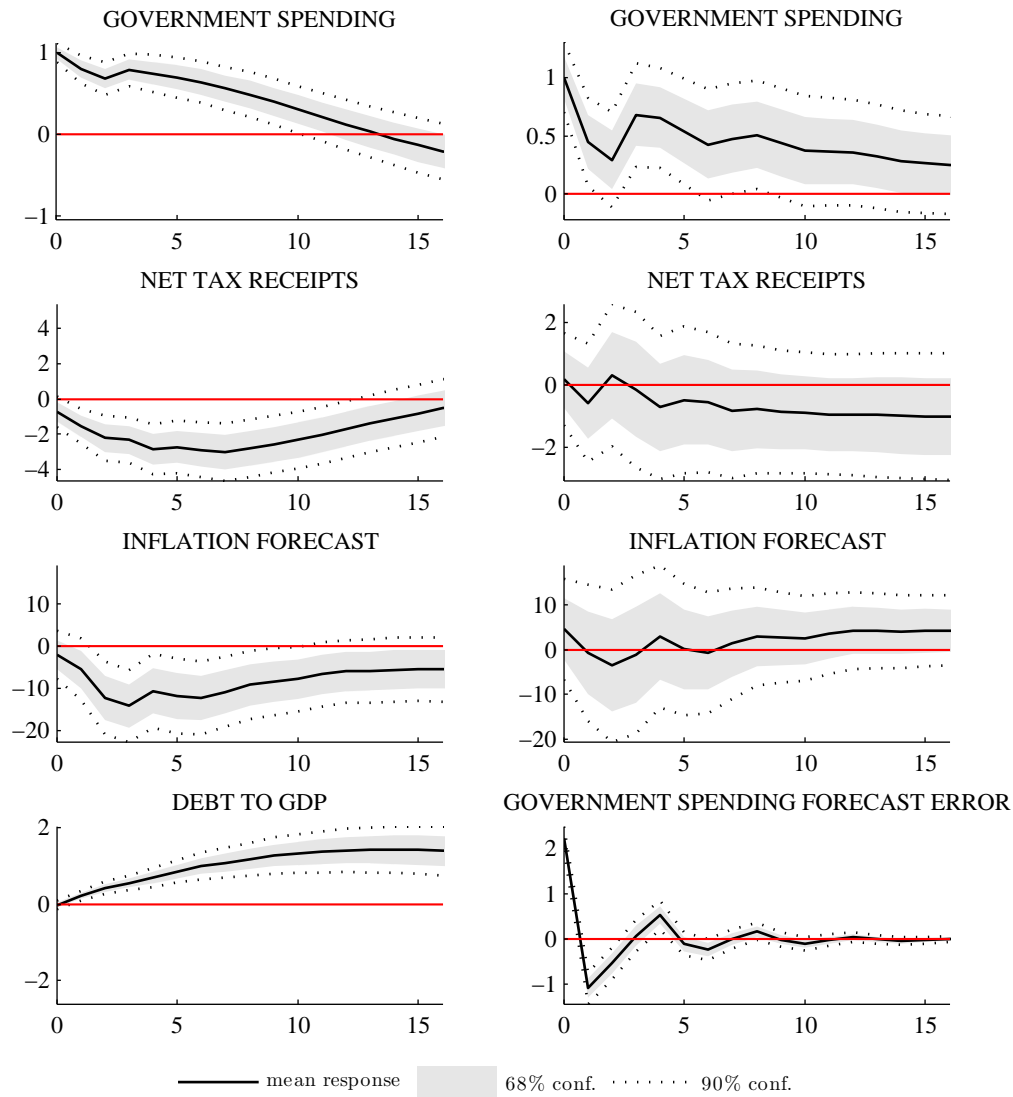 GOVERNMENT SPENDING
1
0
−1
0 5 10 15
GOVERNMENT SPENDING
1
0.5
0
0 5 10 15
NET TAX RECEIPTS
4
2
0
−2
−4
0 5 10 15
NET TAX RECEIPTS
2
0
−2
0 5 10 15
INFLATION FORECAST
10
0
−10
−20
0 5 10 15
INFLATION FORECAST
10
0
−10
−20
0 5 10 15
DEBT TO GDP
2
0
−2
0 5 10 15
GOVERNMENT SPENDING FORECAST ERROR
2
1
0
−1
0 5 10 15
mean response 68% conf. 90% conf.